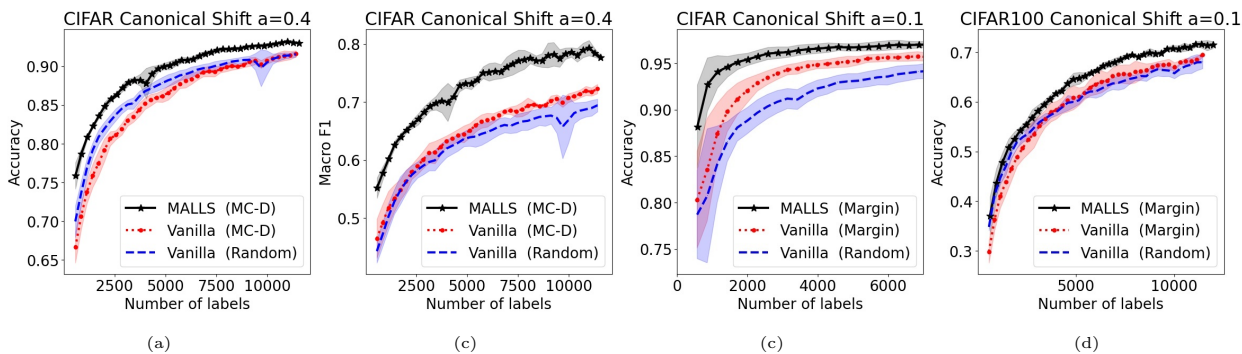 CIFAR Canonical Shift a=0.4
Accuracy
0.90
0.85
0.80
0.75
0.70
0.65
2500 5000 7500 10000
Number of labels
MALLS (MC-D)
Vanilla (MC-D)
Vanilla (Random)
(a)
CIFAR Canonical Shift a=0.4
Macro F1
0.8
0.7
0.6
0.5
2500 5000 7500 10000
Number of labels
MALLS (MC-D)
Vanilla (MC-D)
Vanilla (Random)
(c)
CIFAR Canonical Shift a=0.1
Accuracy
0.95
0.90
0.85
0.80
0.75
0 2000 4000 6000
Number of labels
MALLS (Margin)
Vanilla (Margin)
Vanilla (Random)
(c)
CIFAR100 Canonical Shift a=0.1
Accuracy
0.7
0.6
0.5
0.4
0.3
5000 10000
Number of labels
MALLS (Margin)
Vanilla (Margin)
Vanilla (Random)
(d)